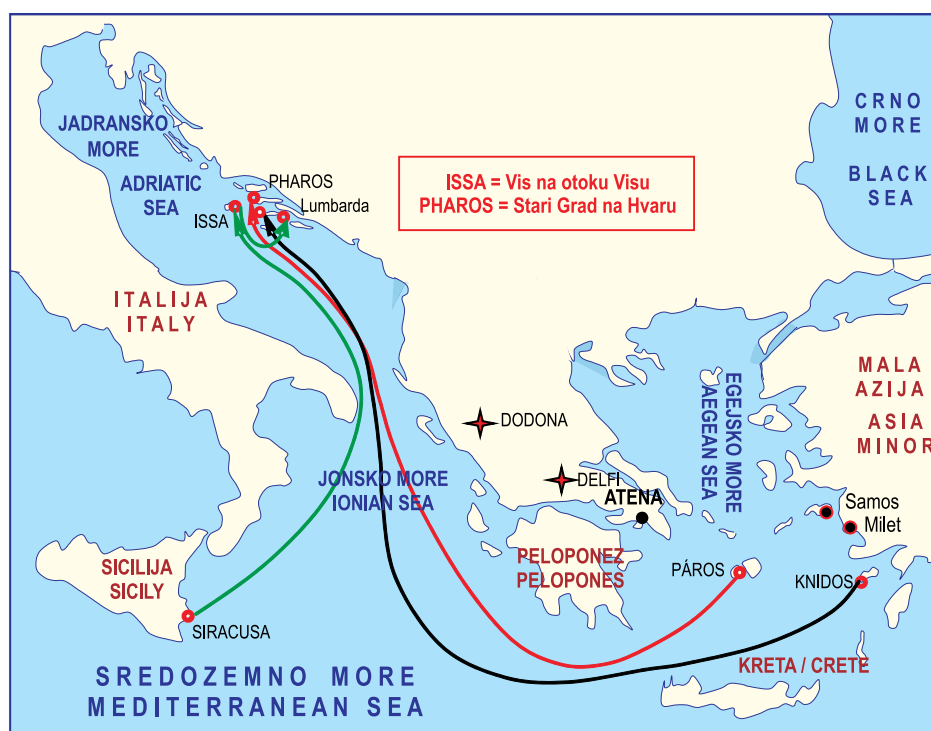 JADRANSKO
MORE
ADRIATIC
SEA
PHAROS
Lumbarda
ISSA
ISSA = Vis na otoku Visu
PHAROS = Stari Grad na Hvaru
CRNO
MORE
BLACK
SEA
ITALIJA
ITALY
MALA
AZIJA
ASIA
MINOR
EGEJSKO MORE
AEGEAN SEA
DODONA
DELFI
ATENA
JONSKO MORE
IONIAN SEA
Samos
Milet
SICILIJA
SICILY
PELOPONEZ
PELOPONES
PÁROS
KNIDOS
SIRACUSA
KRETA / CRETE
SREDOZEMNO MORE
MEDITERRANEAN SEA